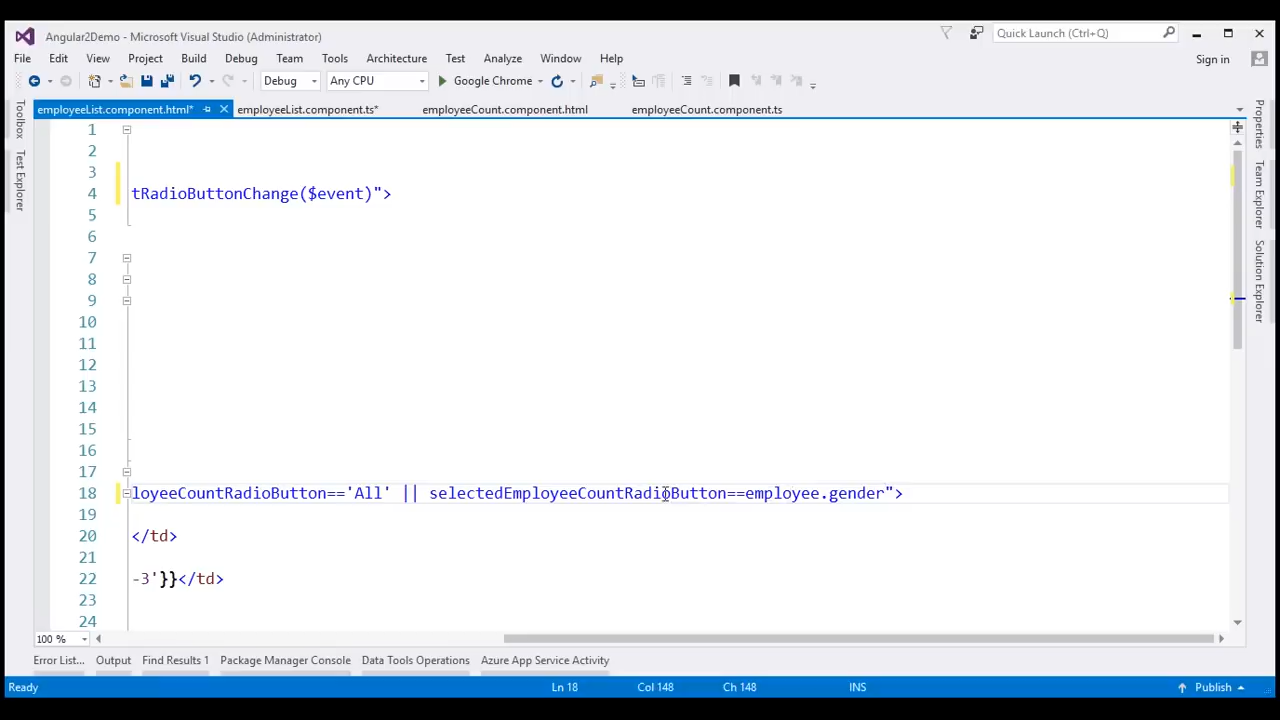 Angular2Demo - Microsoft Visual Studio (Administrator)
Quick Launch (Ctrl+Q)
File Edit View Project Build Debug Team Tools Architecture Test Analyze Window Help
Sign in
Debug Any CPU Google Chrome
employeeList.component.html* employeeList.component.ts* employeeCount.component.html employeeCount.component.ts
Toolbox
Test Explorer
Properties
Team Explorer
Solution Explorer
1
2
3
4 tRadioButtonChange($event)">
5
6
7
8
9
10
11
12
13
14
15
16
17
18 loyeeCountRadioButton=='All' || selectedEmployeeCountRadioButton==employee.gender">
19
20 </td>
21
22 -3'}}</td>
23
24
100 %
Error List... Output Find Results 1 Package Manager Console Data Tools Operations Azure App Service Activity
Ready Ln 18 Col 148 Ch 148 INS Publish